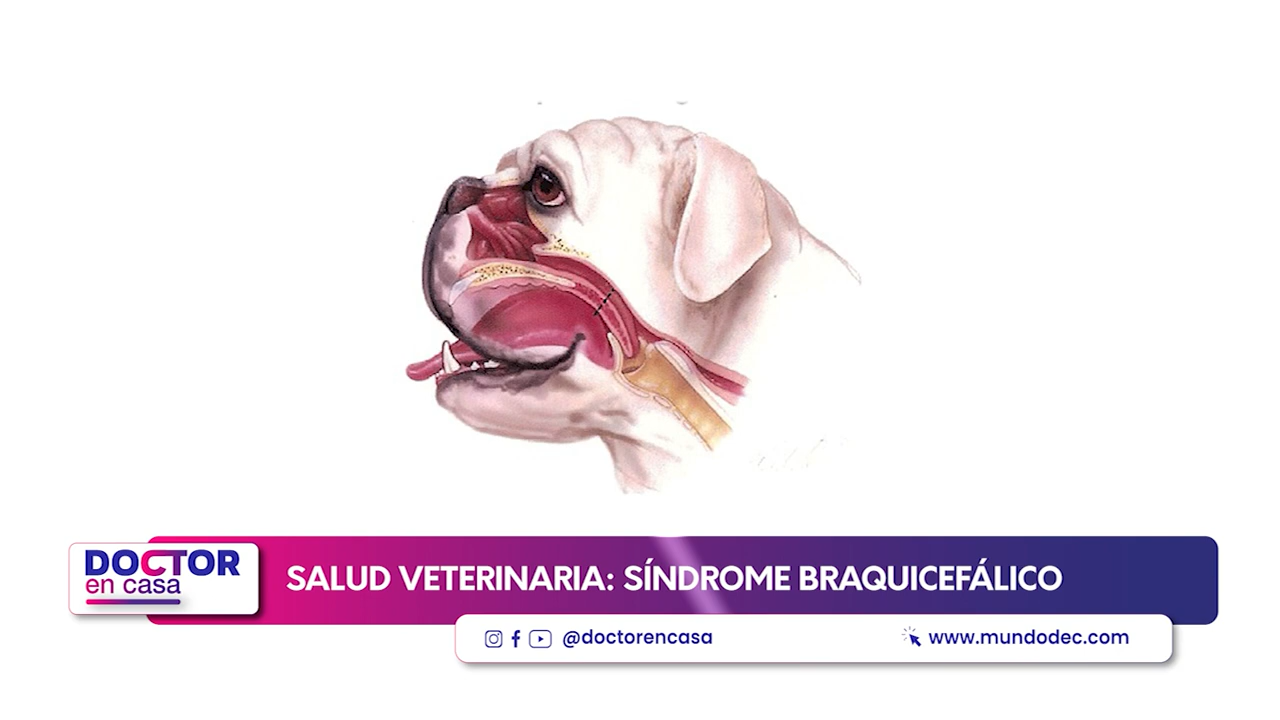 DOCTOR
en casa
SALUD VETERINARIA: SÍNDROME BRAQUICEFÁLICO
@doctorencasa
www.mundodec.com